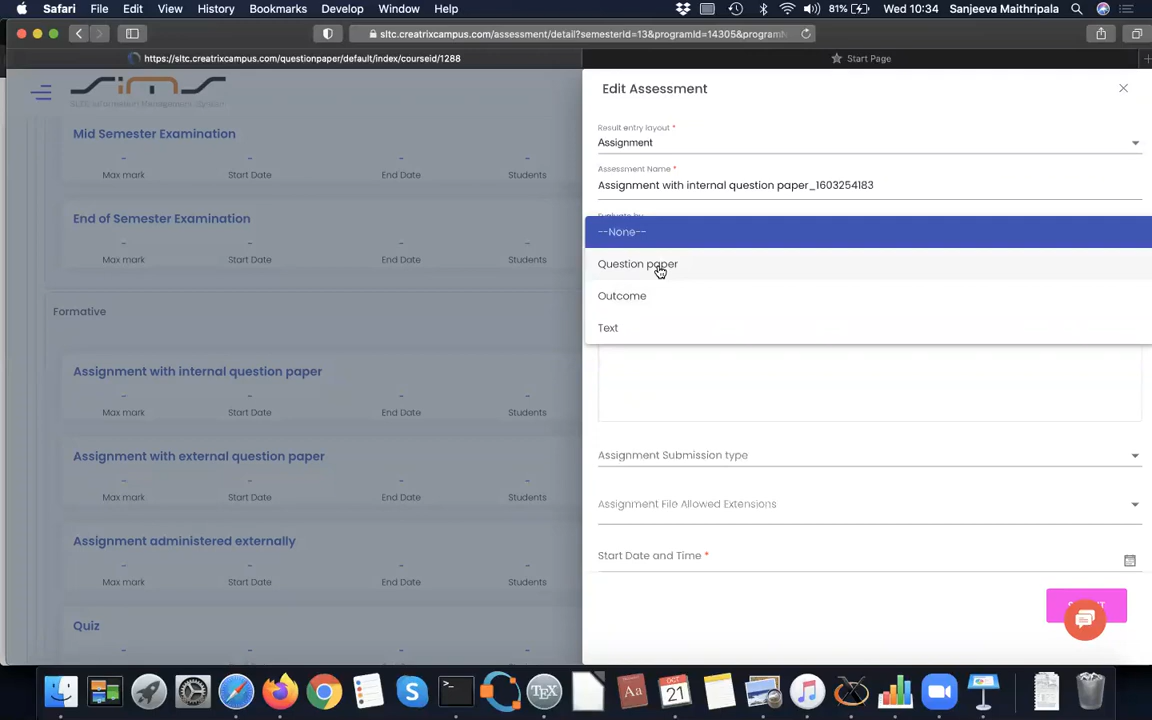 Safari File Edit View History Bookmarks Develop Window Help 81% Wed 10:34 Sanjeeva Maithripala
sltc.creatrixcampus.com/assessment/detail?semesterId=13&programId=14305&program
https://sltc.creatrixcampus.com/questionpaper/default/index/courseid/1288
Start Page
sims
Edit Assessment
Result entry layout *
Assignment
Mid Semester Examination
- - - -
Max mark Start Date End Date Students
Assessment Name *
Assignment with internal question paper_1603254183
End of Semester Examination
- - - -
Max mark Start Date End Date Students
--None--
Question paper
Outcome
Text
Formative
Assignment with internal question paper
- - - -
Max mark Start Date End Date Students
Assignment with external question paper
- - - -
Max mark Start Date End Date Students
Assignment administered externally
- - - -
Max mark Start Date End Date Students
Quiz
- - - -
Assignment Submission type
Assignment File Allowed Extensions
Start Date and Time *
OCT
21
TEX